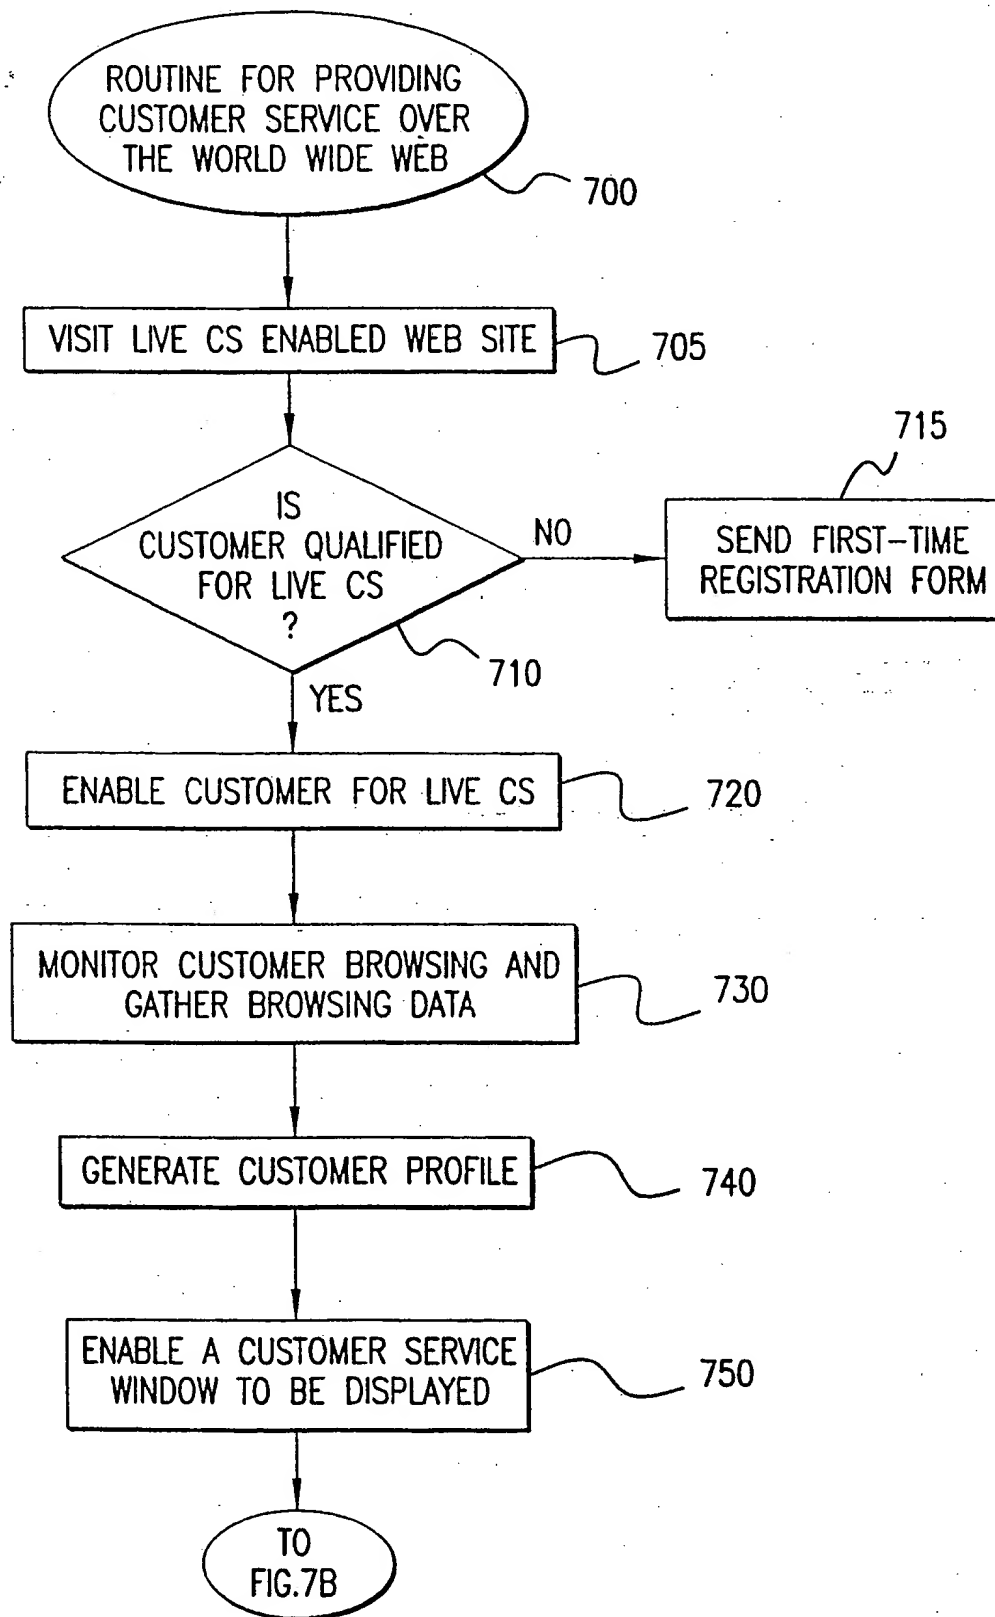 ROUTINE FOR PROVIDING
CUSTOMER SERVICE OVER
THE WORLD WIDE WEB
700
VISIT LIVE CS ENABLED WEB SITE
705
IS
CUSTOMER QUALIFIED
FOR LIVE CS
?
710
NO
715
SEND FIRST-TIME
REGISTRATION FORM
YES
ENABLE CUSTOMER FOR LIVE CS
720
MONITOR CUSTOMER BROWSING AND
GATHER BROWSING DATA
730
GENERATE CUSTOMER PROFILE
740
ENABLE A CUSTOMER SERVICE
WINDOW TO BE DISPLAYED
750
TO
FIG.7B